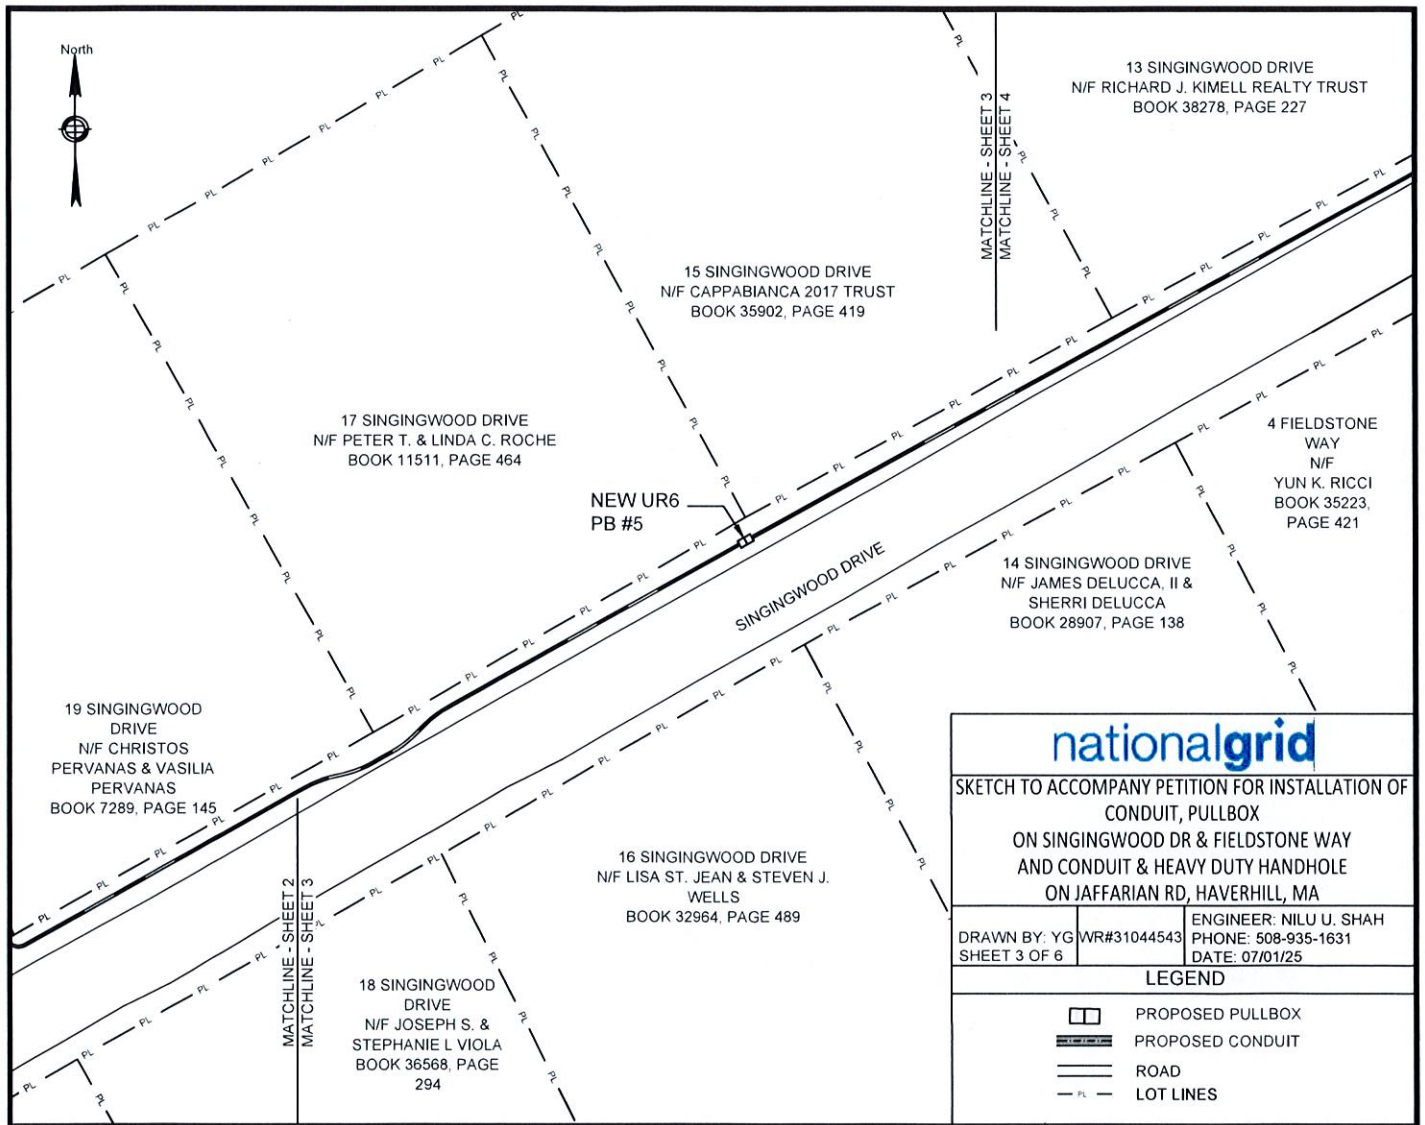 North
13 SINGINGWOOD DRIVE
N/F RICHARD J. KIMELL REALTY TRUST
BOOK 38278, PAGE 227
MATCHLINE - SHEET 3
MATCHLINE - SHEET 4
15 SINGINGWOOD DRIVE
N/F CAPPABIANCA 2017 TRUST
BOOK 35902, PAGE 419
17 SINGINGWOOD DRIVE
N/F PETER T. & LINDA C. ROCHE
BOOK 11511, PAGE 464
4 FIELDSTONE
WAY
N/F
YUN K. RICCI
BOOK 35223,
PAGE 421
NEW UR6
PB #5
SINGINGWOOD DRIVE
14 SINGINGWOOD DRIVE
N/F JAMES DELUCCA, II &
SHERRI DELUCCA
BOOK 28907, PAGE 138
19 SINGINGWOOD
DRIVE
N/F CHRISTOS
PERVANAS & VASILIA
PERVANAS
BOOK 7289, PAGE 145
MATCHLINE - SHEET 2
MATCHLINE - SHEET 3
16 SINGINGWOOD DRIVE
N/F LISA ST. JEAN & STEVEN J.
WELLS
BOOK 32964, PAGE 489
18 SINGINGWOOD
DRIVE
N/F JOSEPH S. &
STEPHANIE L VIOLA
BOOK 36568, PAGE
294
nationalgrid
SKETCH TO ACCOMPANY PETITION FOR INSTALLATION OF
CONDUIT, PULLBOX
ON SINGINGWOOD DR & FIELDSTONE WAY
AND CONDUIT & HEAVY DUTY HANDHOLE
ON JAFFARIAN RD, HAVERHILL, MA
DRAWN BY: YG
SHEET 3 OF 6
WR#31044543
ENGINEER: NILU U. SHAH
PHONE: 508-935-1631
DATE: 07/01/25
LEGEND
PROPOSED PULLBOX
PROPOSED CONDUIT
ROAD
PL LOT LINES